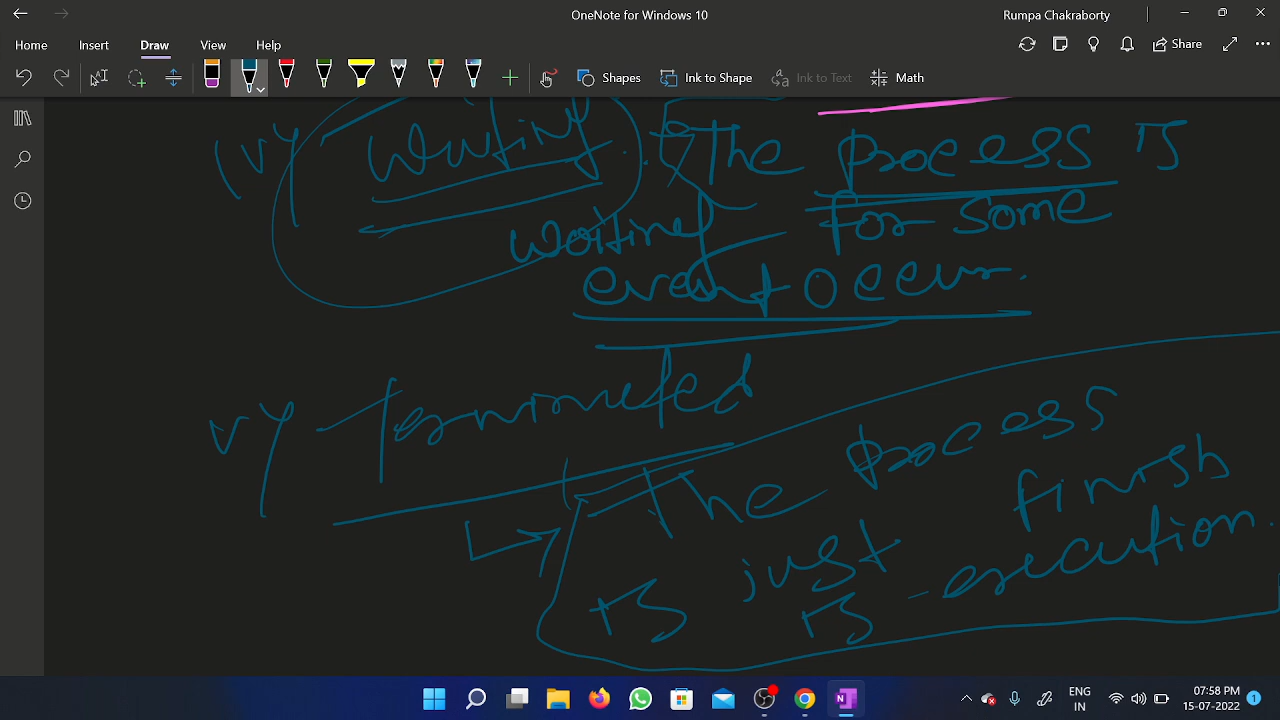 OneNote for Windows 10
Rumpa Chakraborty
Home Insert Draw View Help
Share
Shapes Ink to Shape Ink to Text Math
iv) Waiting. The process is
waiting for some
event occur.
v) Terminated
The process
is just finish
is execution.
ENG
IN
07:58 PM
15-07-2022
1